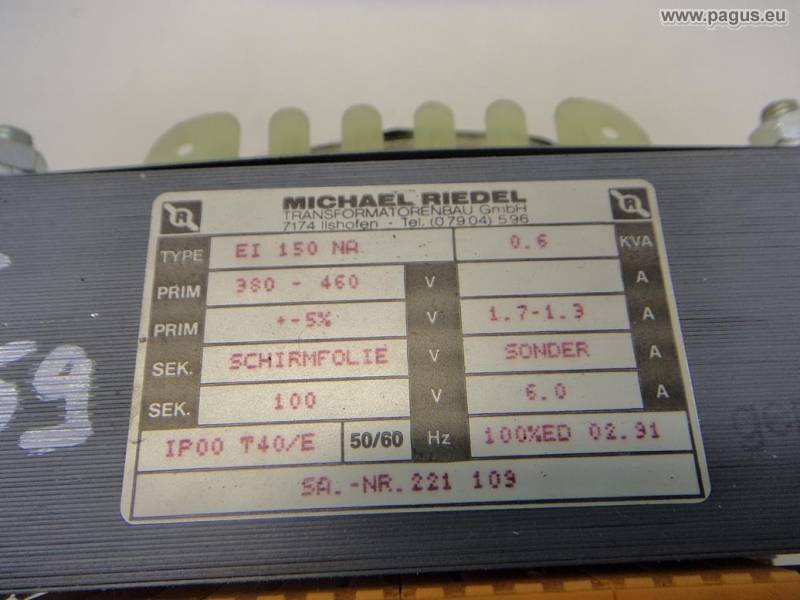 www.pagus.eu
MICHAEL RIEDEL
TRANSFORMATORENBAU GmbH
7174 Ilshofen - Tel. (07904) 596
R R
TYPE EI 150 NA 0.6 KVA
PRIM 380 - 460 V A
PRIM +-5% V 1.7-1.3 A
SEK. SCHIRMFOLIE V SONDER A
SEK. 100 V 6.0 A
IP00 T40/E 50/60 Hz 100%ED 02.91
SA.-NR.221 109
59